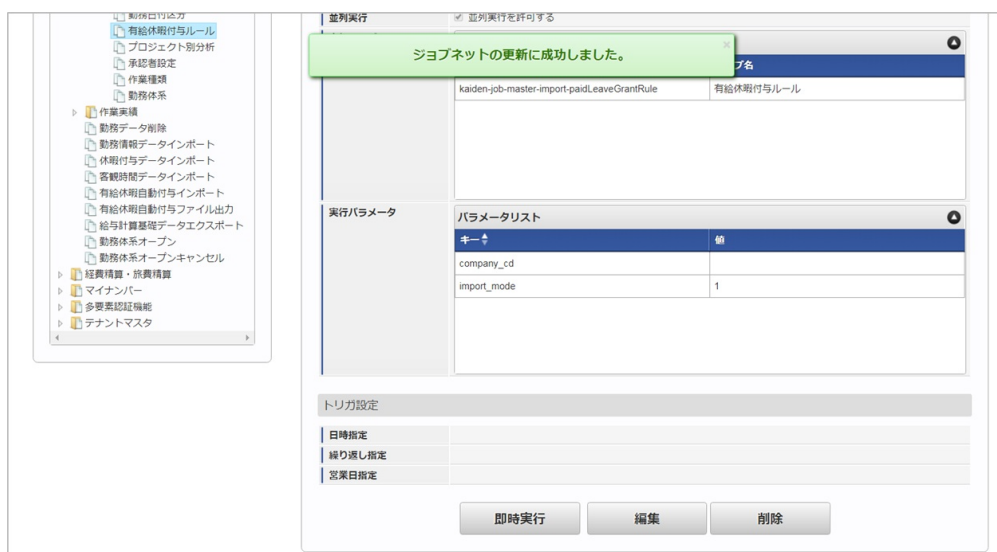 勤務日付区分
有給休暇付与ルール
プロジェクト別分析
承認者設定
作業種類
勤務体系
作業実績
勤務データ削除
勤務情報データインポート
休暇付与データインポート
客観時間データインポート
有給休暇自動付与インポート
有給休暇自動付与ファイル出力
給与計算基礎データエクスポート
勤務体系オープン
勤務体系オープンキャンセル
経費精算・旅費精算
マイナンバー
多要素認証機能
テナントマスタ
並列実行
並列実行を許可する
ジョブネットの更新に成功しました。
×
ブ名
kaiden-job-master-import-paidLeaveGrantRule
有給休暇付与ルール
実行パラメータ
パラメータリスト
キー
値
company_cd
import_mode
1
トリガ設定
日時指定
繰り返し指定
営業日指定
即時実行
編集
削除